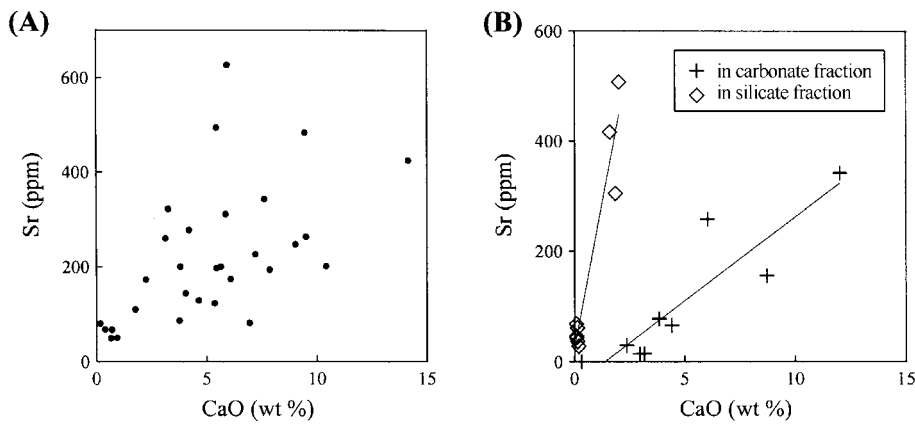 (A)
Sr (ppm)
600
400
200
0
0 5 10 15
CaO (wt %)
(B)
Sr (ppm)
600
400
200
0
0 5 10 15
CaO (wt %)
+ in carbonate fraction
◇ in silicate fraction